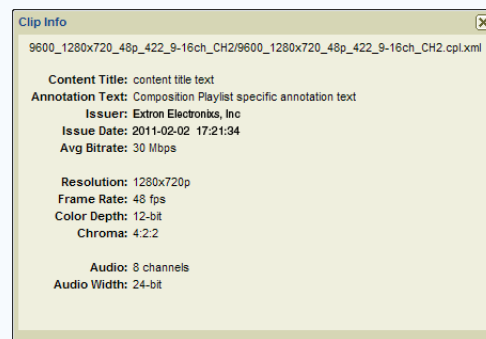 Clip Info
9600_1280x720_48p_422_9-16ch_CH2/9600_1280x720_48p_422_9-16ch_CH2.cpl.xml
Content Title: content title text
Annotation Text: Composition Playlist specific annotation text
Issuer: Extron Electronixs, Inc
Issue Date: 2011-02-02 17:21:34
Avg Bitrate: 30 Mbps
Resolution: 1280x720p
Frame Rate: 48 fps
Color Depth: 12-bit
Chroma: 4:2:2
Audio: 8 channels
Audio Width: 24-bit